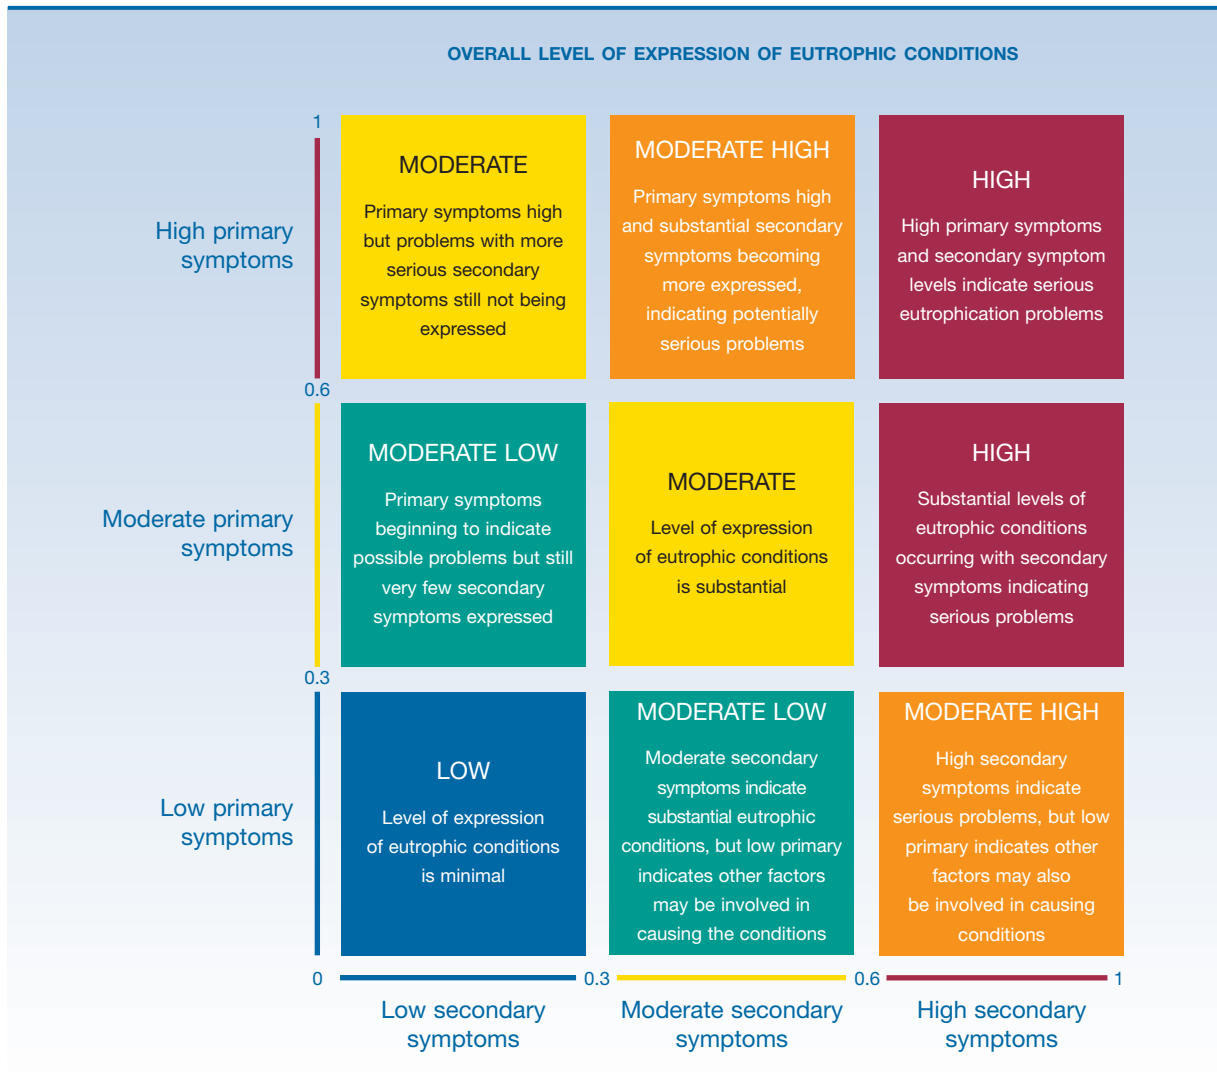 OVERALL LEVEL OF EXPRESSION OF EUTROPHIC CONDITIONS
1
High primary
symptoms
MODERATE
Primary symptoms high
but problems with more
serious secondary
symptoms still not being
expressed
MODERATE HIGH
Primary symptoms high
and substantial secondary
symptoms becoming
more expressed,
indicating potentially
serious problems
HIGH
High primary symptoms
and secondary symptom
levels indicate serious
eutrophication problems
0.6
Moderate primary
symptoms
MODERATE LOW
Primary symptoms
beginning to indicate
possible problems but still
very few secondary
symptoms expressed
MODERATE
Level of expression
of eutrophic conditions
is substantial
HIGH
Substantial levels of
eutrophic conditions
occurring with secondary
symptoms indicating
serious problems
0.3
Low primary
symptoms
LOW
Level of expression
of eutrophic conditions
is minimal
MODERATE LOW
Moderate secondary
symptoms indicate
substantial eutrophic
conditions, but low primary
indicates other factors
may be involved in
causing the conditions
MODERATE HIGH
High secondary
symptoms indicate
serious problems, but low
primary indicates other
factors may also
be involved in causing
conditions
0
0.3
0.6
1
Low secondary
symptoms
Moderate secondary
symptoms
High secondary
symptoms